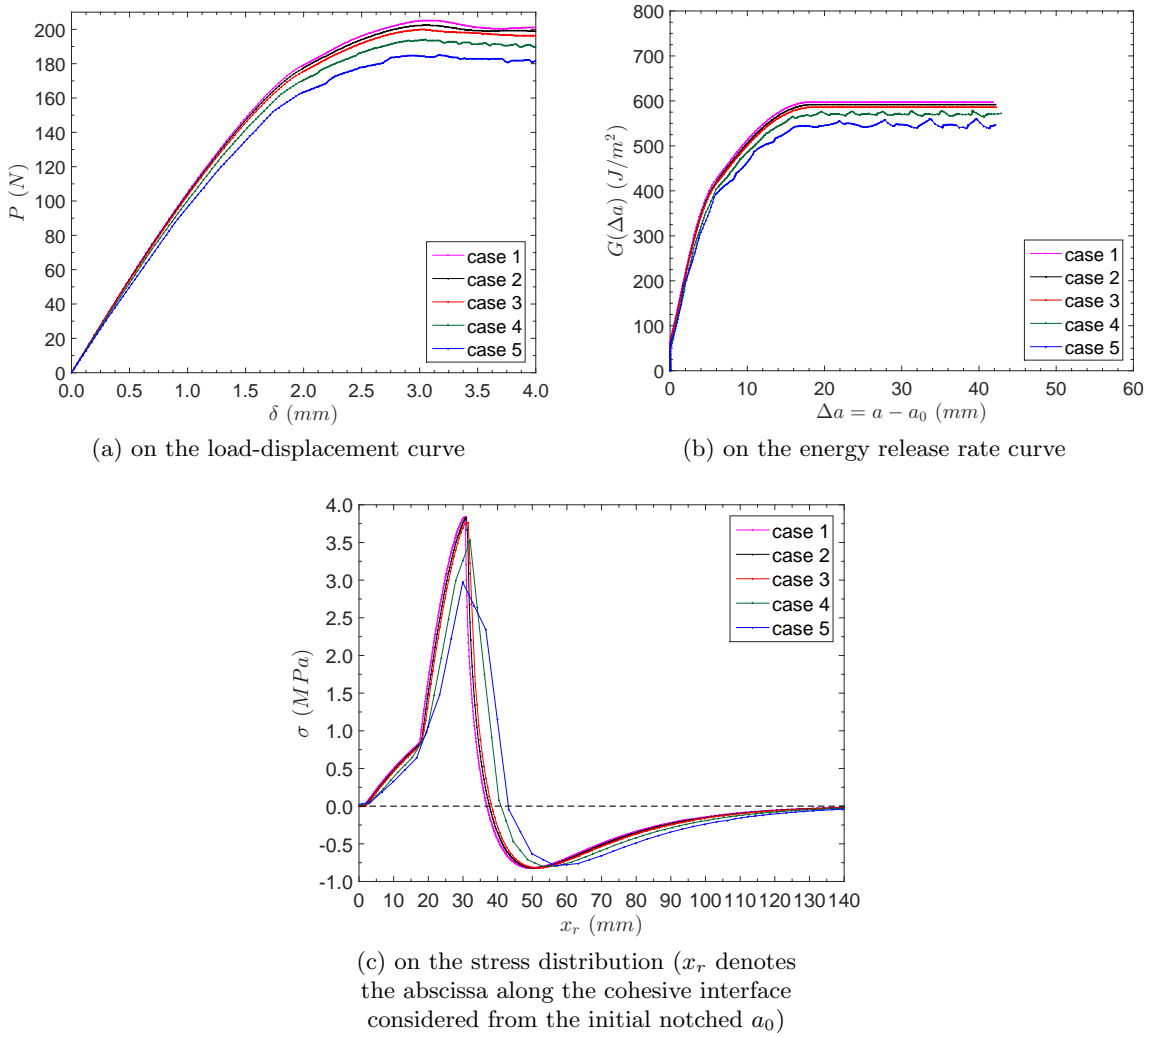 200
180
160
140
120
100
80
60
40
20
0
P (N)
0.0 0.5 1.0 1.5 2.0 2.5 3.0 3.5 4.0
δ (mm)
case 1
case 2
case 3
case 4
case 5
(a) on the load-displacement curve
800
700
600
500
400
300
200
100
0
G(Δa) (J/m²)
0 10 20 30 40 50 60
Δa = a − a₀ (mm)
case 1
case 2
case 3
case 4
case 5
(b) on the energy release rate curve
4.0
3.5
3.0
2.5
2.0
1.5
1.0
0.5
0.0
-0.5
-1.0
σ (MPa)
0 10 20 30 40 50 60 70 80 90 100 110 120 130 140
xᵣ (mm)
case 1
case 2
case 3
case 4
case 5
(c) on the stress distribution (xᵣ denotes
the abscissa along the cohesive interface
considered from the initial notched a₀)